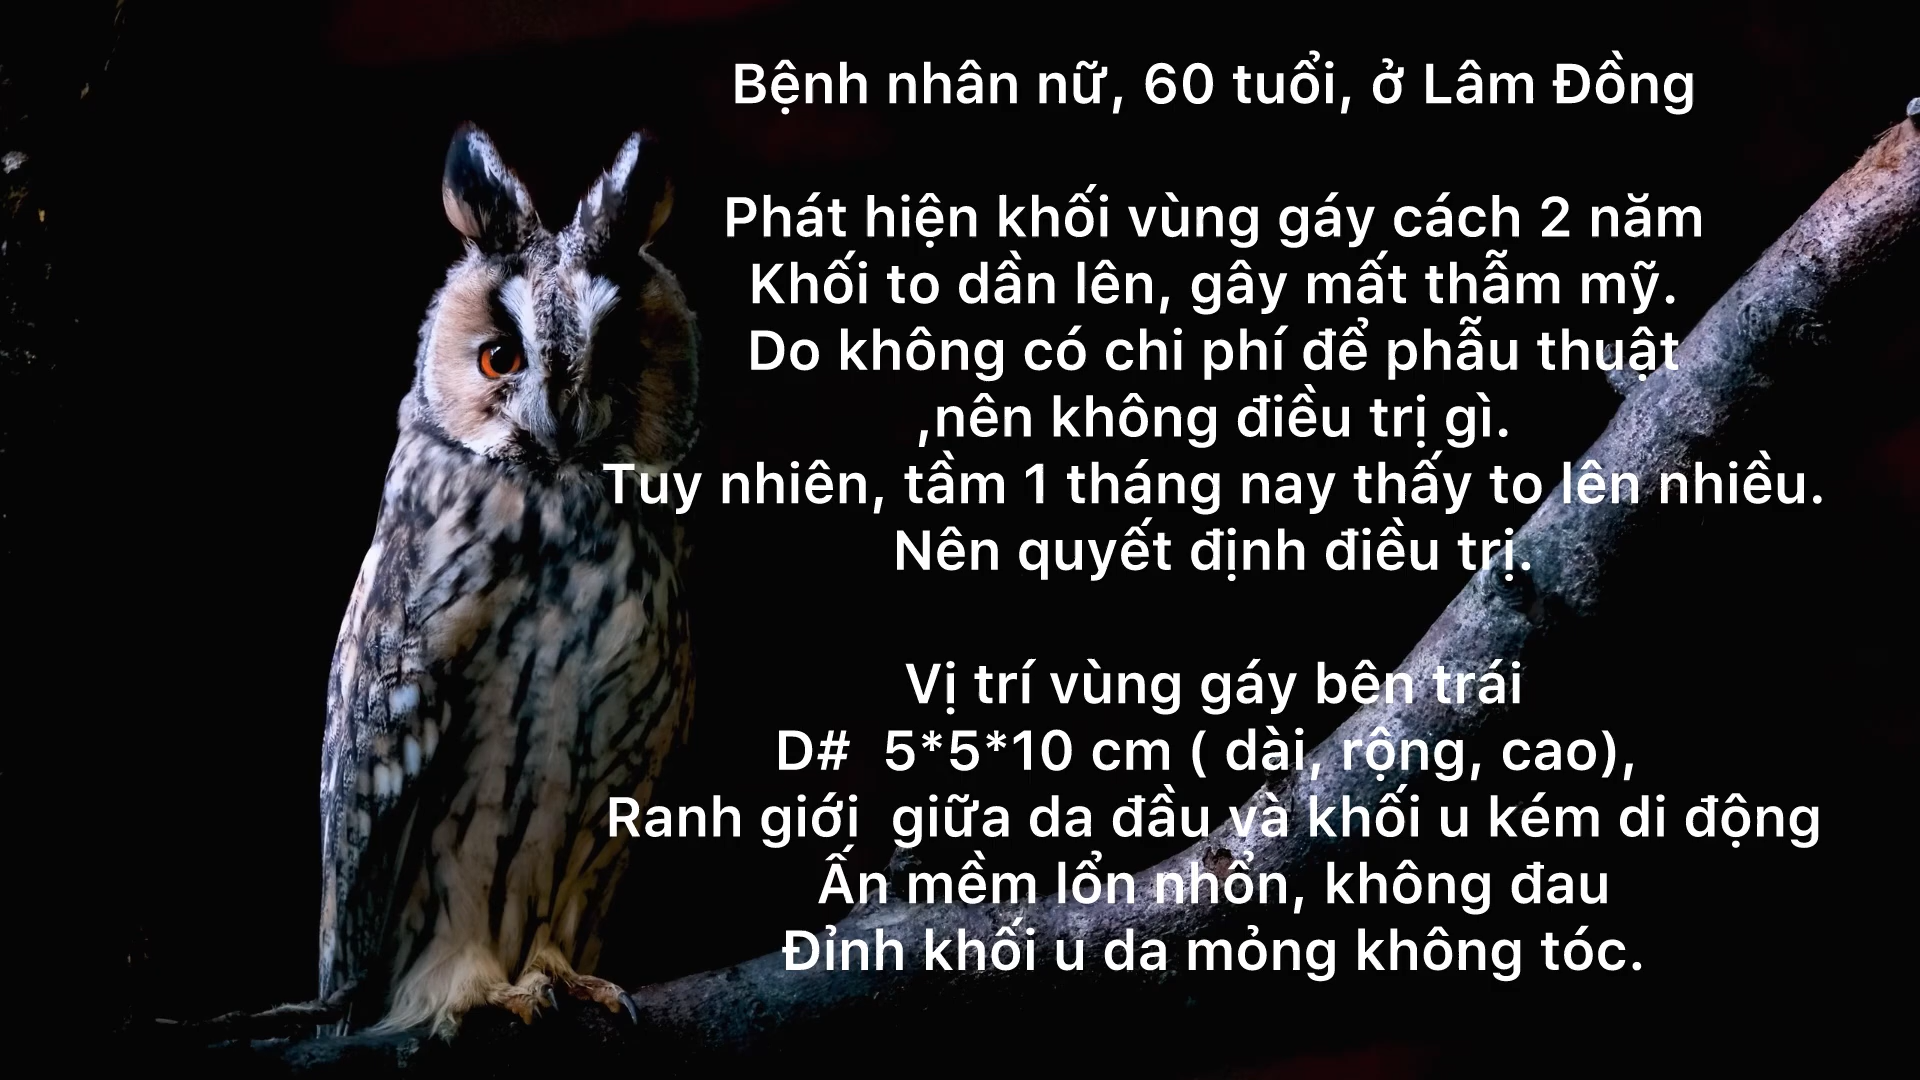 Bệnh nhân nữ, 60 tuổi, ở Lâm Đồng
Phát hiện khối vùng gáy cách 2 năm
Khối to dần lên, gây mất thẫm mỹ.
Do không có chi phí để phẫu thuật
,nên không điều trị gì.
Tuy nhiên, tầm 1 tháng nay thấy to lên nhiều.
Nên quyết định điều trị.
Vị trí vùng gáy bên trái
D#  5*5*10 cm ( dài, rộng, cao),
Ranh giới  giữa da đầu và khối u kém di động
Ấn mềm lổn nhổn, không đau
Đỉnh khối u da mỏng không tóc.